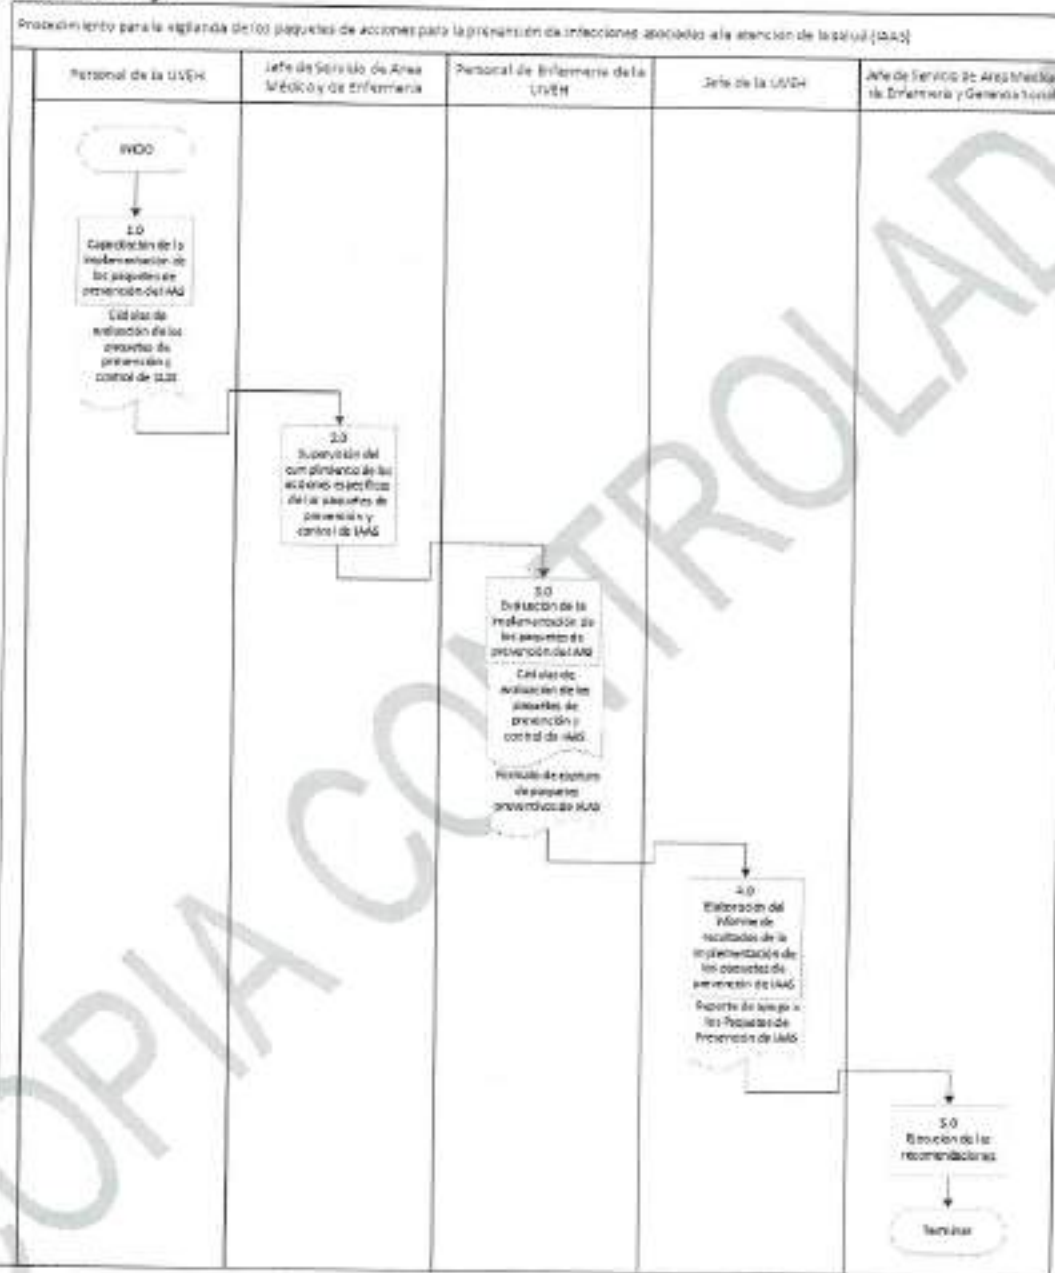 Procedimiento para la vigilancia de los paquetes de acciones para la prevención de infecciones asociadas a la atención de la salud (IAAS)
Personal de la UVEH
Jefe de Servicio de Área
Médica y de Enfermería
Personal de Enfermería de la
UVEH
Jefe de la UVEH
Jefe de Servicio de Área Médica
de Enfermería y Gerencia
INICIO
1.0
Capacitación de la
implementación de
los paquetes de
prevención de IAAS
Cédulas de
evaluación de los
paquetes de
prevención y
control de IAAS
2.0
Supervisión del
cumplimiento de las
acciones específicas
de los paquetes de
prevención y
control de IAAS
3.0
Evaluación de la
implementación de
los paquetes de
prevención de IAAS
Cédulas de
evaluación de los
paquetes de
prevención y
control de IAAS
Formato de captura
de paquetes
preventivos de IAAS
4.0
Elaboración del
informe de
resultados de la
implementación de
los paquetes de
prevención de IAAS
Reporte de apego a
los Paquetes de
Prevención de IAAS
5.0
Ejecución de las
recomendaciones
Terminar
COPIA CONTROLAD